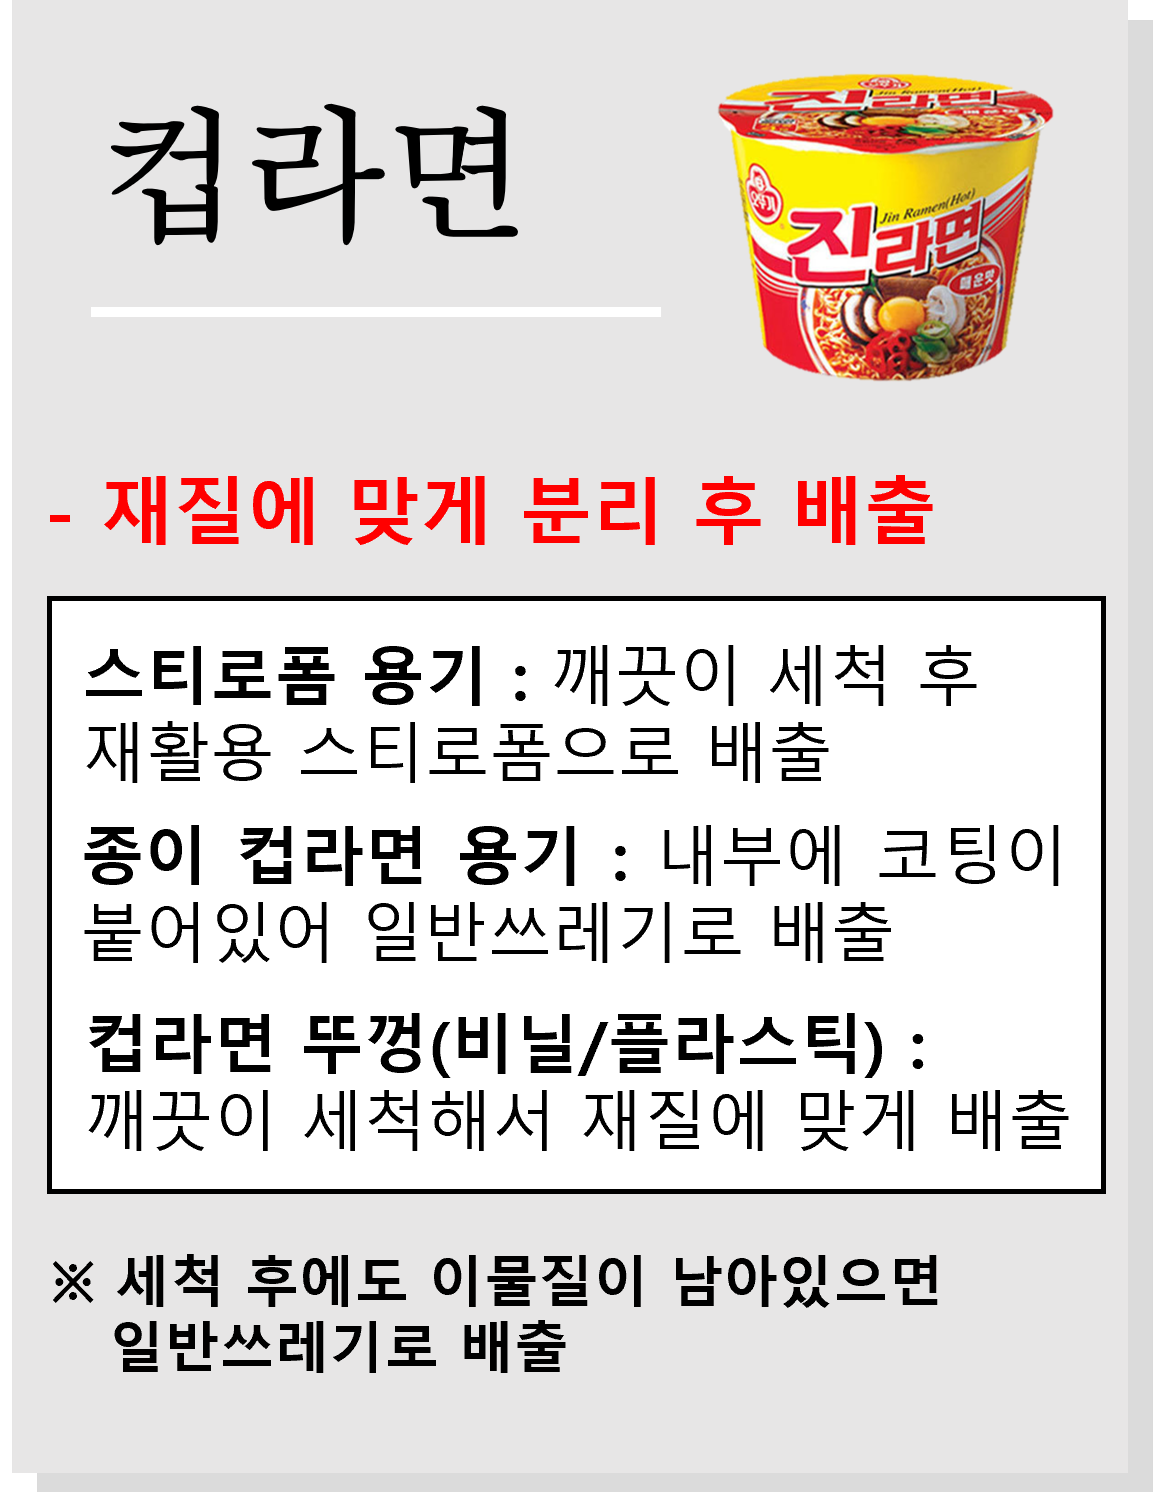 컵라면
진라면
Jin Ramen(Hot)
오뚜기
진라면
Jin Ramen(Hot)
매운맛
- 재질에 맞게 분리 후 배출
스티로폼 용기 : 깨끗이 세척 후
재활용 스티로폼으로 배출
종이 컵라면 용기 : 내부에 코팅이
붙어있어 일반쓰레기로 배출
컵라면 뚜껑(비닐/플라스틱) :
깨끗이 세척해서 재질에 맞게 배출
※ 세척 후에도 이물질이 남아있으면
일반쓰레기로 배출